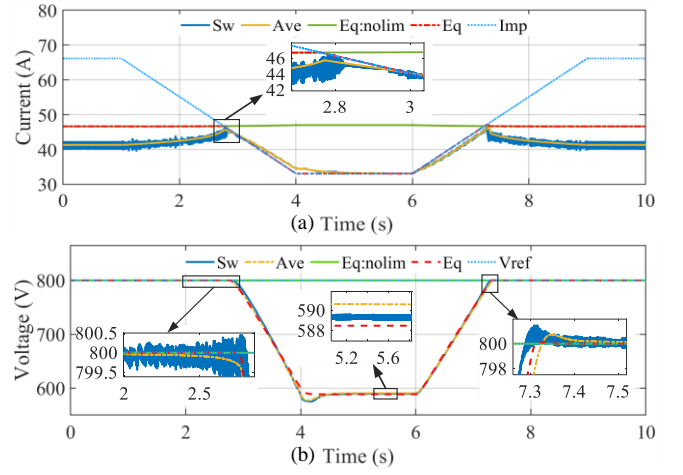 Sw Ave Eq:nolim Eq Imp
80
70
60
50
40
30
Current (A)
46
44
42
2.8 3
0 2 4 6 8 10
(a) Time (s)
Sw Ave Eq:nolim Eq Vref
800
700
600
Voltage (V)
800.5
800
799.5
2 2.5
590
588
5.2 5.6
800
798
7.3 7.4 7.5
0 2 4 6 8 10
(b) Time (s)